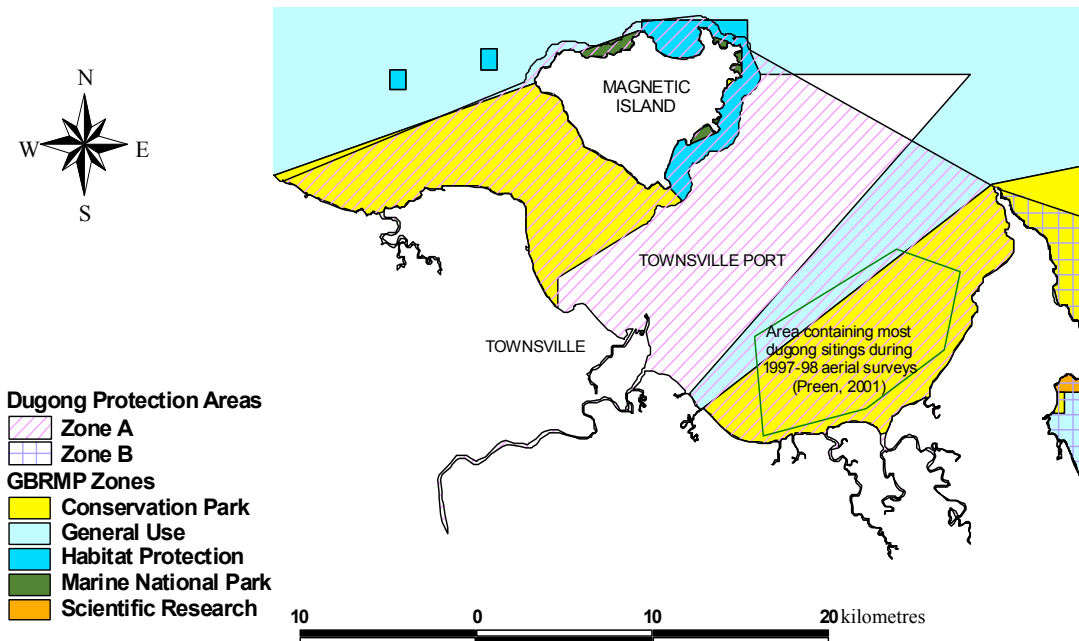 N
W
E
S
MAGNETIC
ISLAND
TOWNSVILLE PORT
TOWNSVILLE
Area containing most
dugong sitings during
1997-98 aerial surveys
(Preen, 2001)
Dugong Protection Areas
Zone A
Zone B
GBRMP Zones
Conservation Park
General Use
Habitat Protection
Marine National Park
Scientific Research
10 0 10 20 kilometres